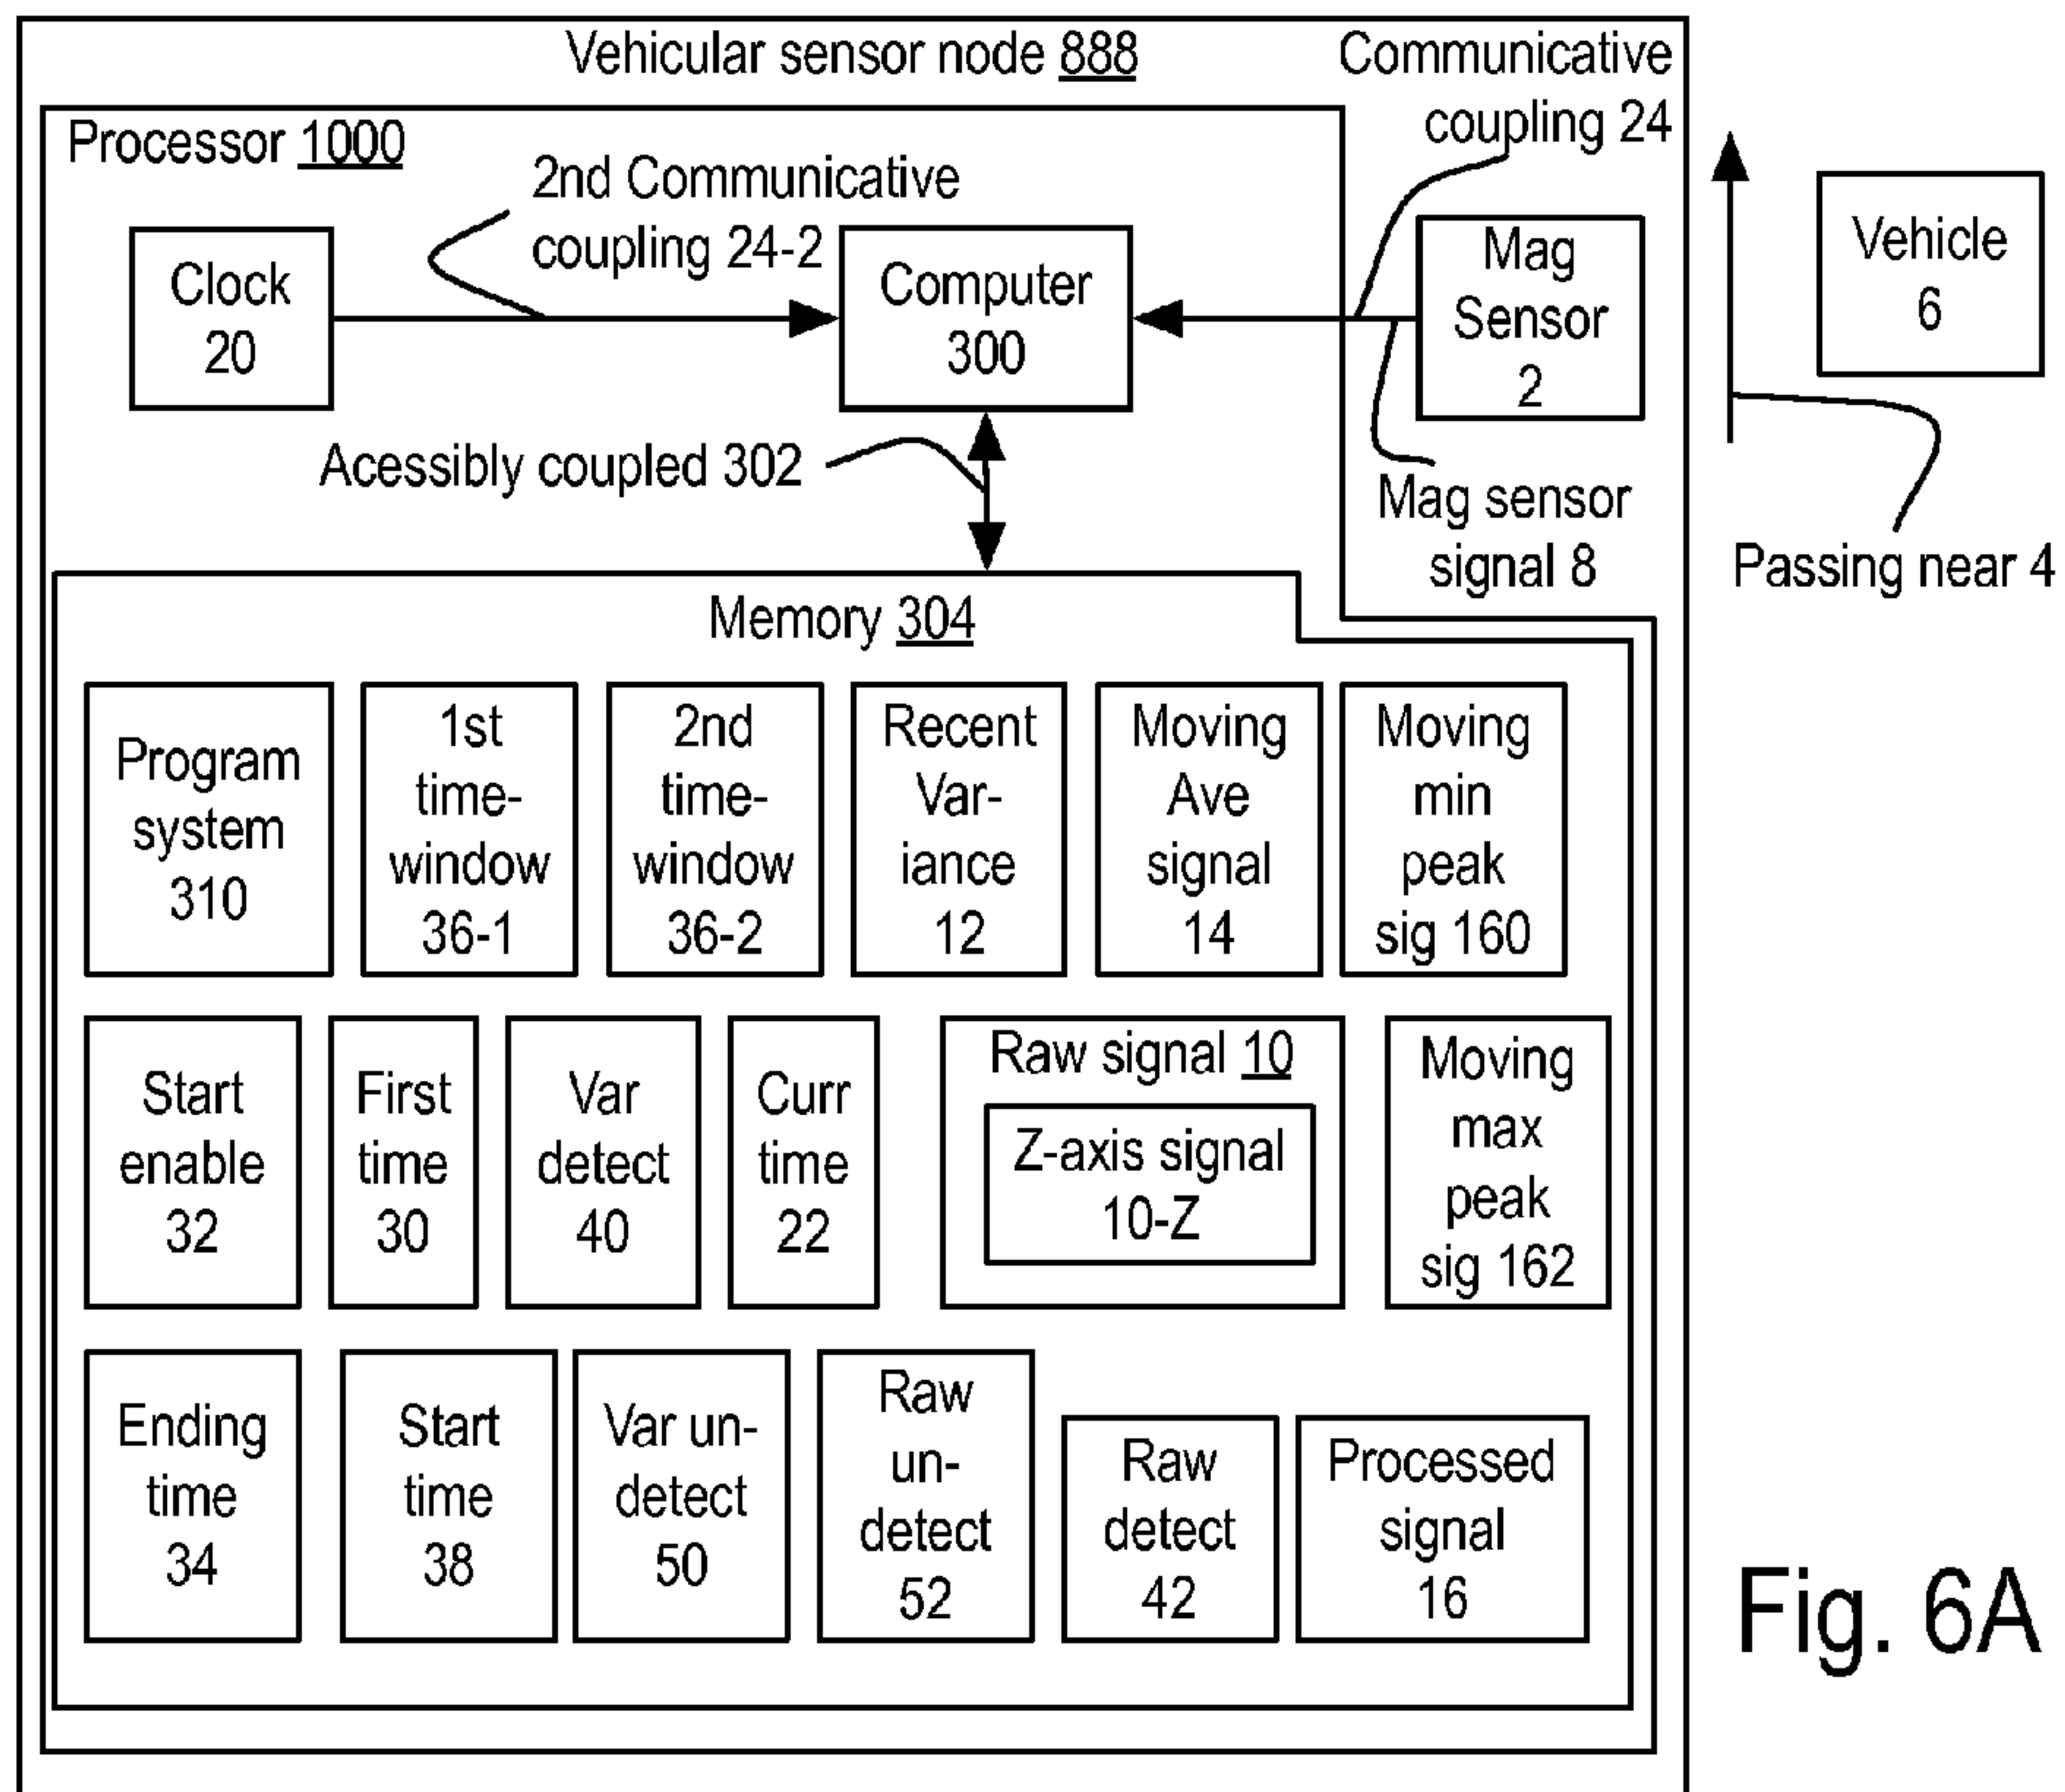 Vehicular sensor node 888
Communicative
coupling 24
Processor 1000
2nd Communicative
coupling 24-2
Clock
20
Computer
300
Mag
Sensor
2
Vehicle
6
Acessibly coupled 302
Mag sensor
signal 8
Passing near 4
Memory 304
Program
system
310
1st
time-
window
36-1
2nd
time-
window
36-2
Recent
Var-
iance
12
Moving
Ave
signal
14
Moving
min
peak
sig 160
Start
enable
32
First
time
30
Var
detect
40
Curr
time
22
Raw signal 10
Z-axis signal
10-Z
Moving
max
peak
sig 162
Ending
time
34
Start
time
38
Var un-
detect
50
Raw
un-
detect
52
Raw
detect
42
Processed
signal
16
Fig. 6A